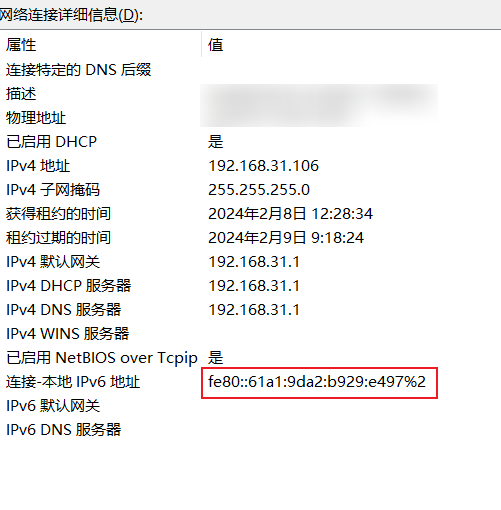 网络连接详细信息(D):
属性 值
连接特定的 DNS 后缀
描述
物理地址
已启用 DHCP 是
IPv4 地址 192.168.31.106
IPv4 子网掩码 255.255.255.0
获得租约的时间 2024年2月8日 12:28:34
租约过期的时间 2024年2月9日 9:18:24
IPv4 默认网关 192.168.31.1
IPv4 DHCP 服务器 192.168.31.1
IPv4 DNS 服务器 192.168.31.1
IPv4 WINS 服务器
已启用 NetBIOS over Tcpip 是
连接-本地 IPv6 地址 fe80::61a1:9da2:b929:e497%2
IPv6 默认网关
IPv6 DNS 服务器